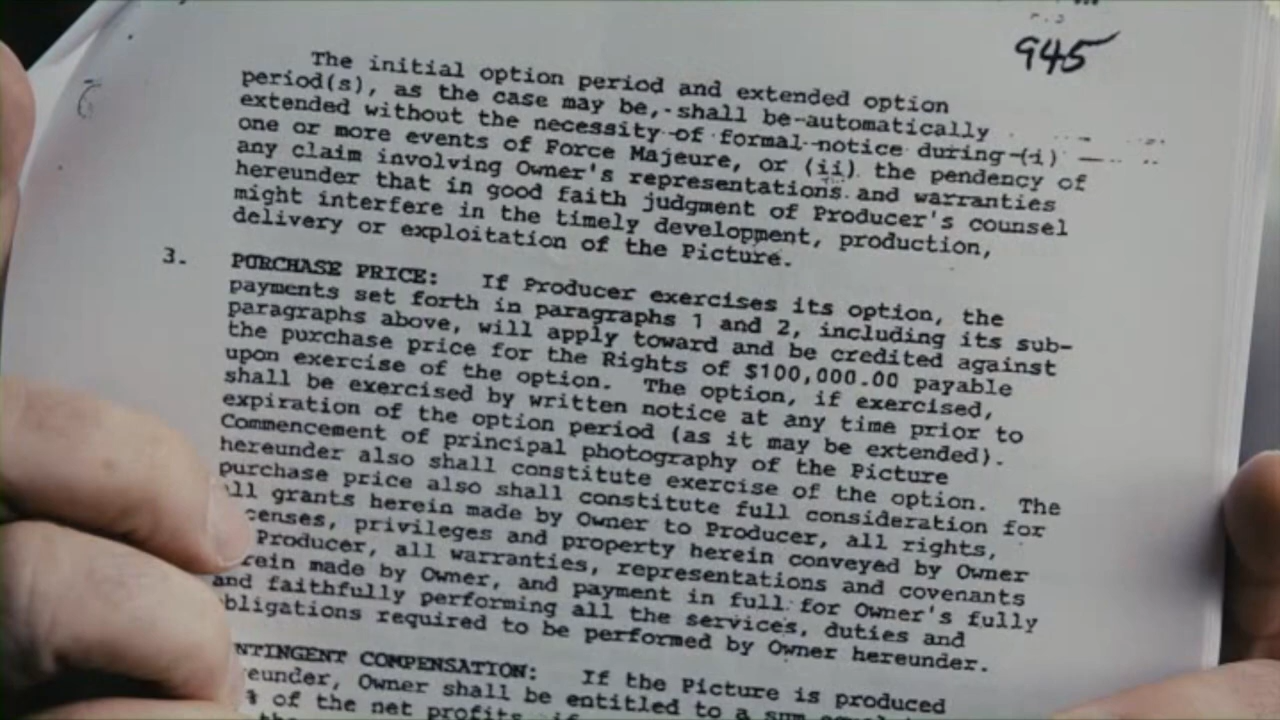 945
The initial option period and extended option
period(s), as the case may be, shall be automatically
extended without the necessity of formal notice during (i)
one or more events of Force Majeure, or (ii) the pendency of
any claim involving Owner's representations and warranties
hereunder that in good faith judgment of Producer's counsel
might interfere in the timely development, production,
delivery or exploitation of the Picture.
3. PURCHASE PRICE: If Producer exercises its option, the
payments set forth in paragraphs 1 and 2, including its sub-
paragraphs above, will apply toward and be credited against
the purchase price for the Rights of $100,000.00 payable
upon exercise of the option. The option, if exercised,
shall be exercised by written notice at any time prior to
expiration of the option period (as it may be extended).
Commencement of principal photography of the Picture
hereunder also shall constitute exercise of the option. The
purchase price also shall constitute full consideration for
ll grants herein made by Owner to Producer, all rights,
censes, privileges and property herein conveyed by Owner
Producer, all warranties, representations and covenants
rein made by Owner, and payment in full for Owner's fully
and faithfully performing all the services, duties and
bligations required to be performed by Owner hereunder.
NTINGENT COMPENSATION: If the Picture is produced
reunder, Owner shall be entitled to a sum
% of the net profits, if
the